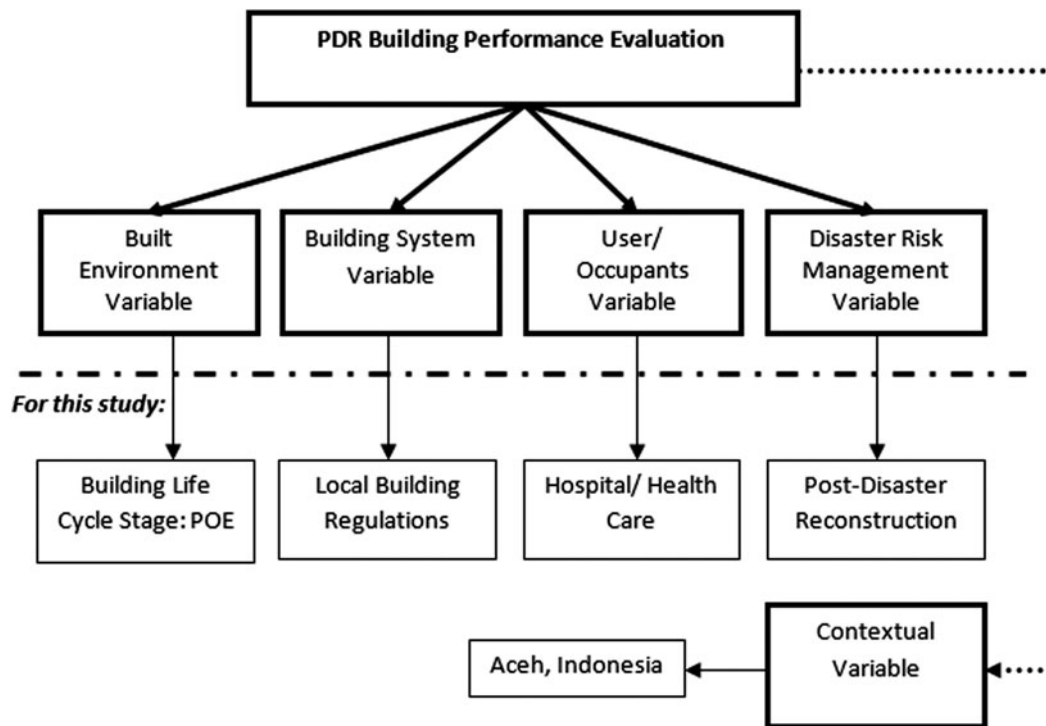 PDR Building Performance Evaluation
Built
Environment
Variable
Building System
Variable
User/
Occupants
Variable
Disaster Risk
Management
Variable
For this study:
Building Life
Cycle Stage: POE
Local Building
Regulations
Hospital/ Health
Care
Post-Disaster
Reconstruction
Contextual
Variable
Aceh, Indonesia